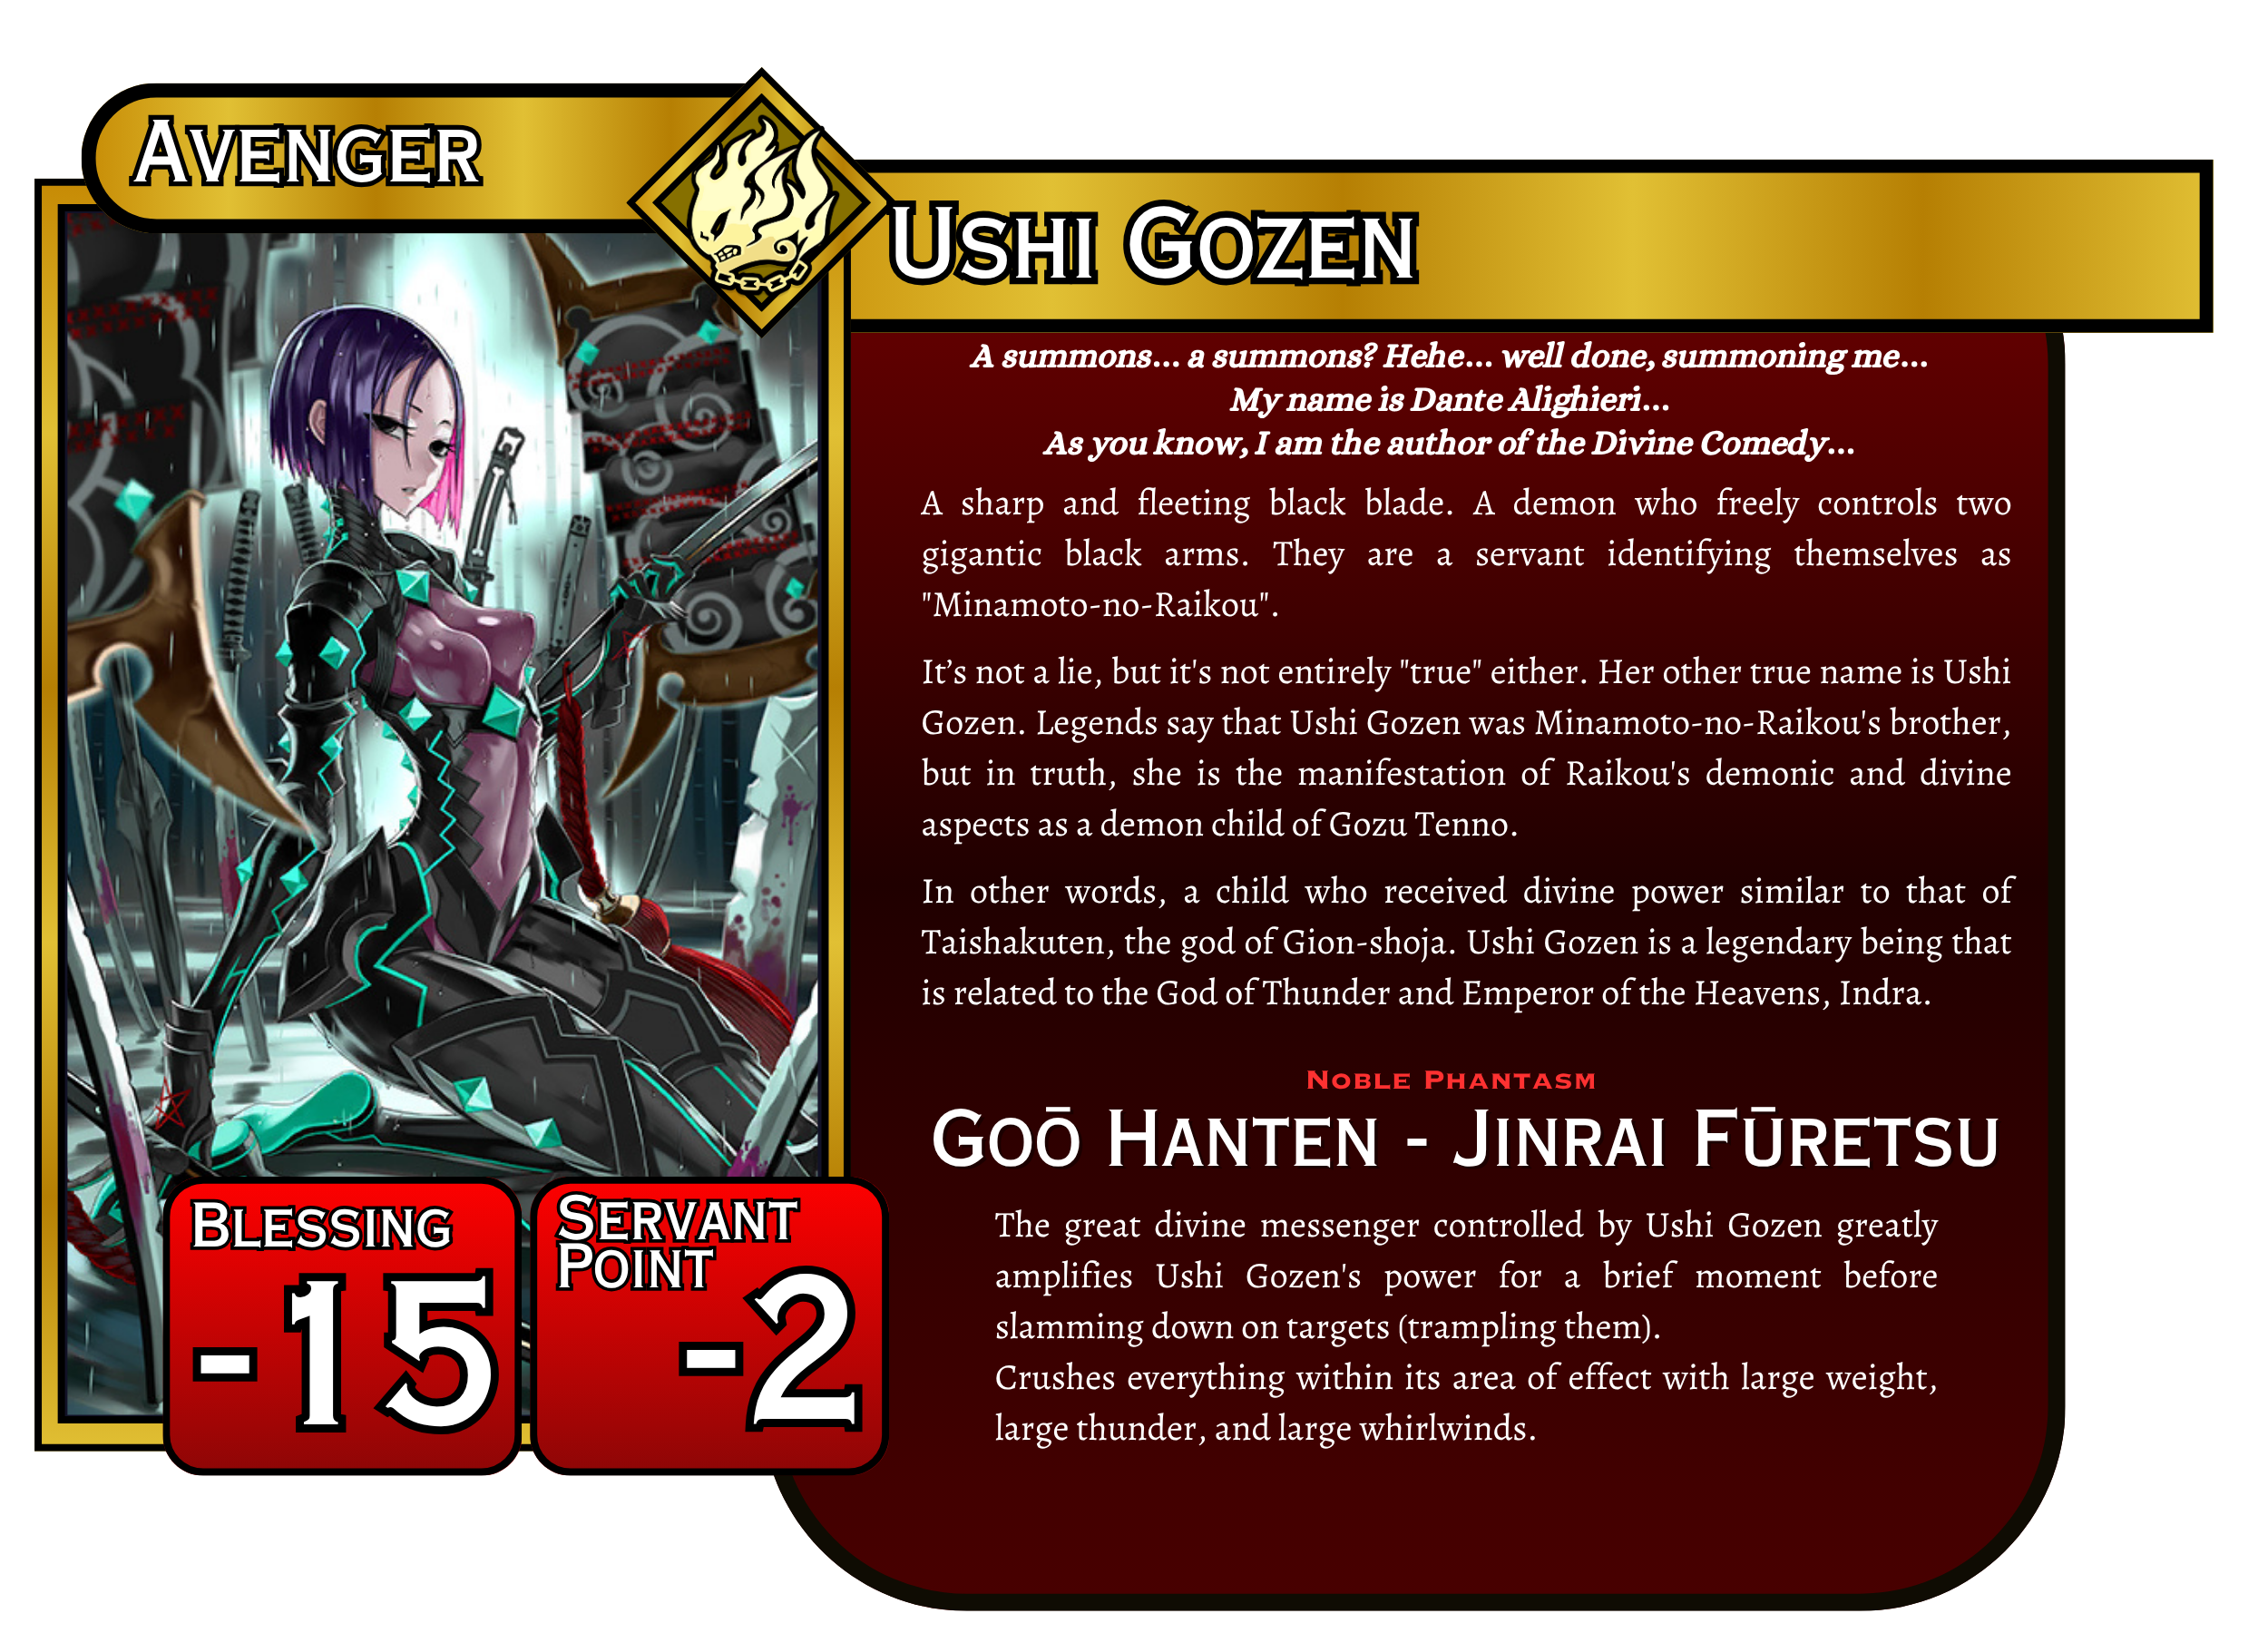 Avenger
Ushi Gozen
A summons... a summons? Hehe... well done, summoning me...
My name is Dante Alighieri...
As you know, I am the author of the Divine Comedy...
A sharp and fleeting black blade. A demon who freely controls two
gigantic black arms. They are a servant identifying themselves as
"Minamoto-no-Raikou".
It’s not a lie, but it's not entirely "true" either. Her other true name is Ushi
Gozen. Legends say that Ushi Gozen was Minamoto-no-Raikou's brother,
but in truth, she is the manifestation of Raikou's demonic and divine
aspects as a demon child of Gozu Tenno.
In other words, a child who received divine power similar to that of
Taishakuten, the god of Gion-shoja. Ushi Gozen is a legendary being that
is related to the God of Thunder and Emperor of the Heavens, Indra.
Noble Phantasm
Goō Hanten - Jinrai Fūretsu
The great divine messenger controlled by Ushi Gozen greatly
amplifies Ushi Gozen's power for a brief moment before
slamming down on targets (trampling them).
Crushes everything within its area of effect with large weight,
large thunder, and large whirlwinds.
Blessing
-15
Servant
Point
-2